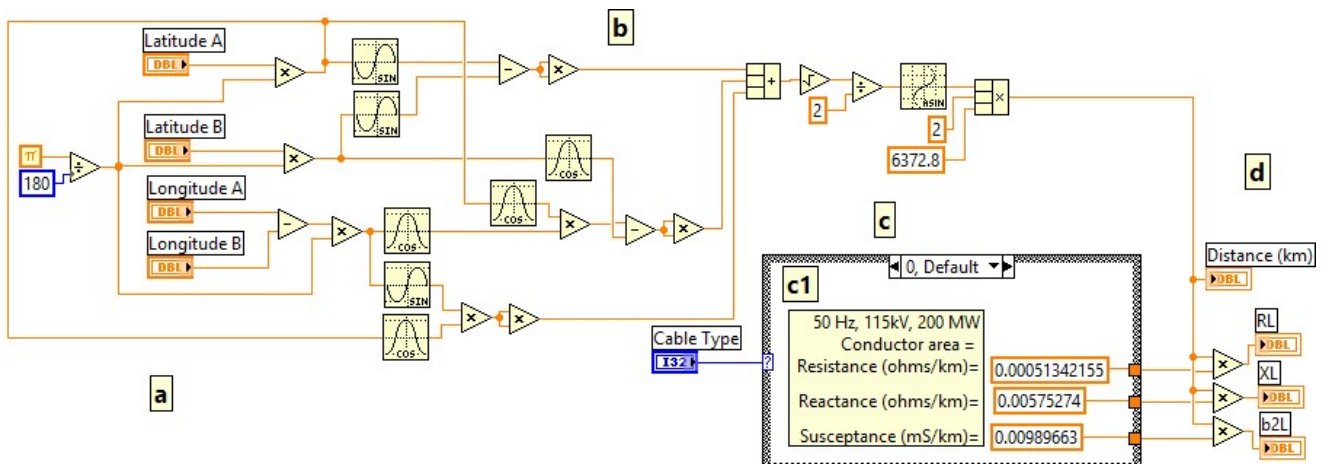 a
b
c
d
Latitude A
DBL
Latitude B
DBL
π
180
Longitude A
DBL
Longitude B
DBL
×
×
÷
−
×
SIN
SIN
COS
COS
COS
SIN
COS
−
×
×
−
×
×
×
+
√
÷
2
ASIN
2
6372.8
×
Cable Type
I32
?
0, Default
c1
50 Hz, 115kV, 200 MW
Conductor area =
Resistance (ohms/km)= 0.00051342155
Reactance (ohms/km)= 0.00575274
Susceptance (mS/km)= 0.00989663
Distance (km)
DBL
RL
DBL
×
XL
DBL
×
b2L
DBL
×